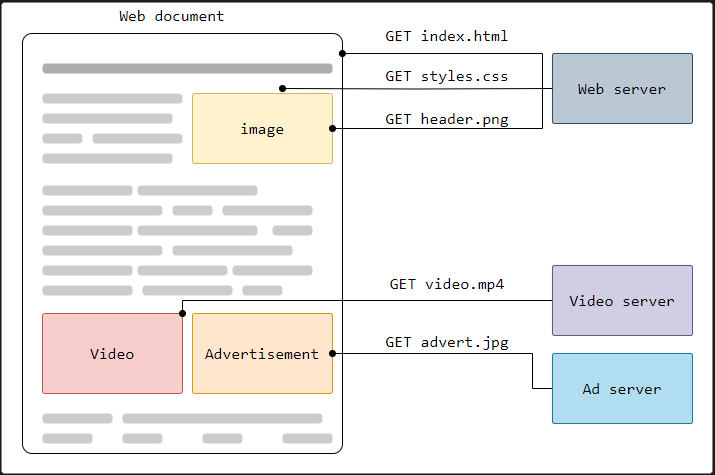 Web document
GET index.html
GET styles.css
Web server
GET header.png
image
GET video.mp4
Video server
GET advert.jpg
Video
Advertisement
Ad server